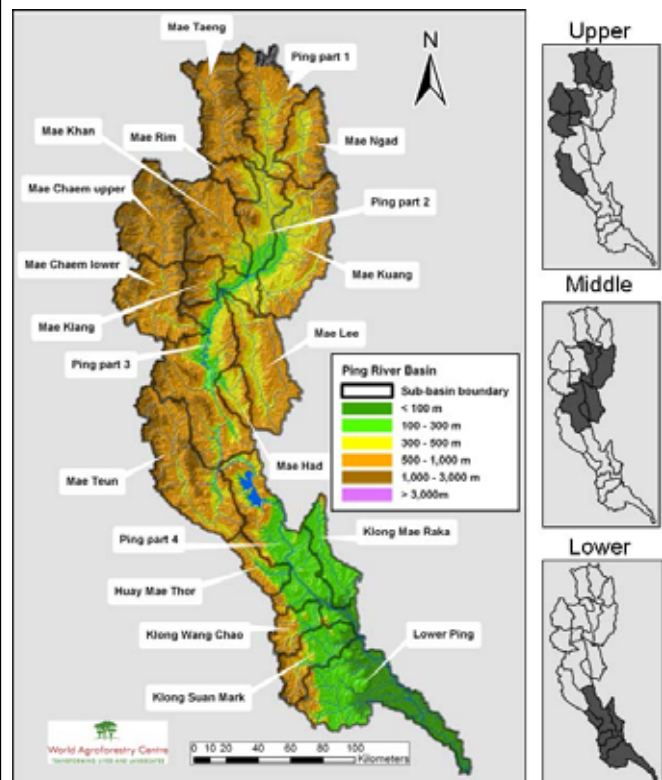 Mae Taeng
Ping part 1
N
Mae Khan
Mae Rim
Mae Ngad
Mae Chaem upper
Ping part 2
Mae Chaem lower
Mae Kuang
Mae Klang
Mae Lee
Ping part 3
Ping River Basin
Sub-basin boundary
< 100 m
100 - 300 m
300 - 500 m
500 - 1,000 m
1,000 - 3,000 m
> 3,000m
Mae Had
Mae Teun
Klong Mae Raka
Ping part 4
Huay Mae Thor
Klong Wang Chao
Lower Ping
Klong Suan Mark
World Agroforestry Centre
TRANSFORMING LIVES AND LANDSCAPES
0 10 20 40 60 80 100
Kilometers
Upper
Middle
Lower